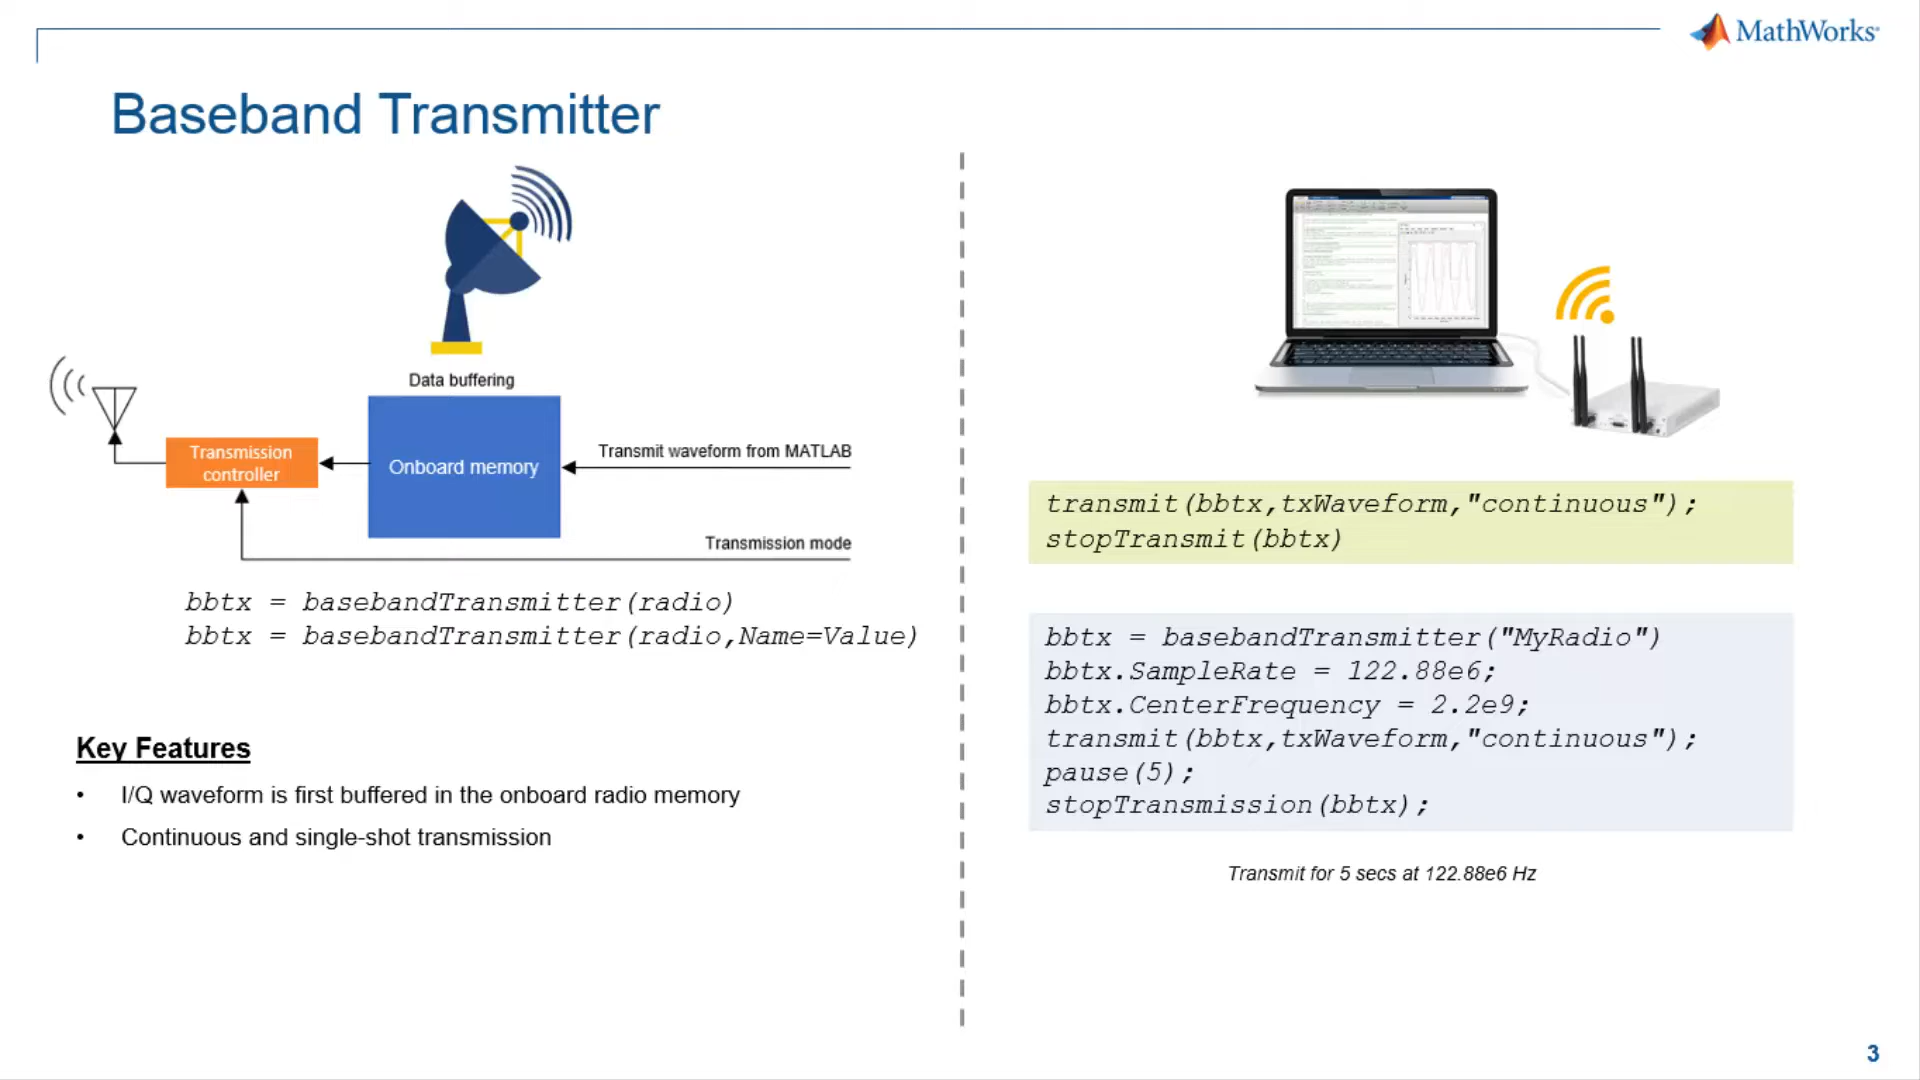 MathWorks®
Baseband Transmitter
Data buffering
Transmission
controller
Onboard memory
Transmit waveform from MATLAB
Transmission mode
bbtx = basebandTransmitter(radio)
bbtx = basebandTransmitter(radio,Name=Value)
Key Features
• I/Q waveform is first buffered in the onboard radio memory
• Continuous and single-shot transmission
transmit(bbtx,txWaveform,"continuous");
stopTransmit(bbtx)
bbtx = basebandTransmitter("MyRadio")
bbtx.SampleRate = 122.88e6;
bbtx.CenterFrequency = 2.2e9;
transmit(bbtx,txWaveform,"continuous");
pause(5);
stopTransmission(bbtx);
Transmit for 5 secs at 122.88e6 Hz
3